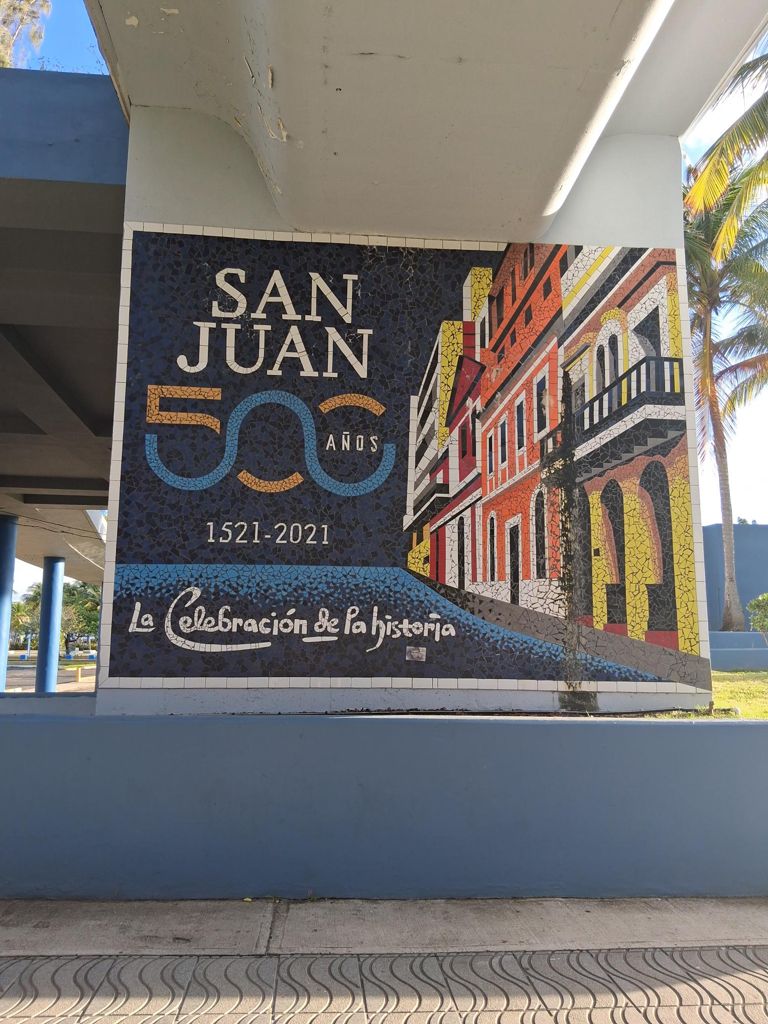 SAN
JUAN
500
AÑOS
1521-2021
La Celebración de la historia